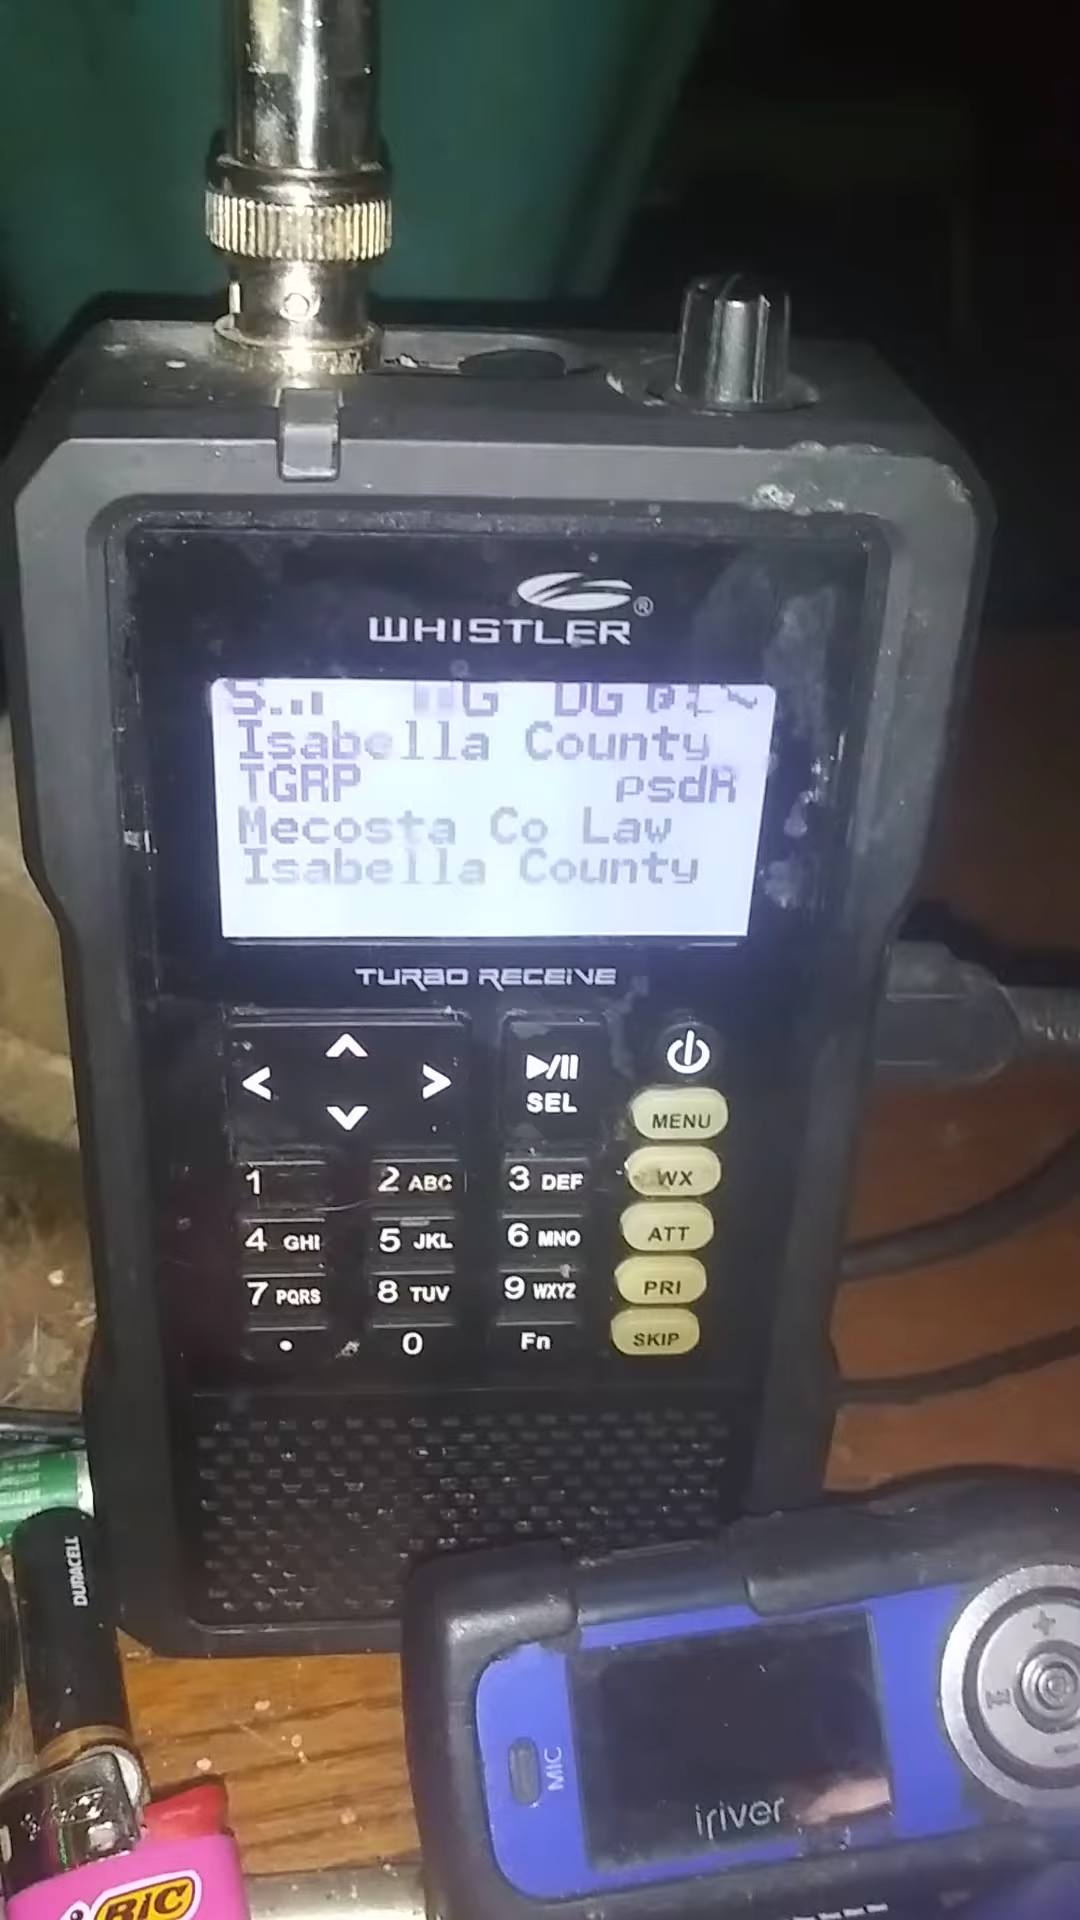 WHISTLER®
Isabella County
TGRP psdR
Mecosta Co Law
Isabella County
TURBO RECEIVE
SEL
MENU
1 2 ABC 3 DEF WX
4 GHI 5 JKL 6 MNO ATT
7 PQRS 8 TUV 9 WXYZ PRI
. 0 Fn SKIP
DURACELL
MIC
iriver
BIC